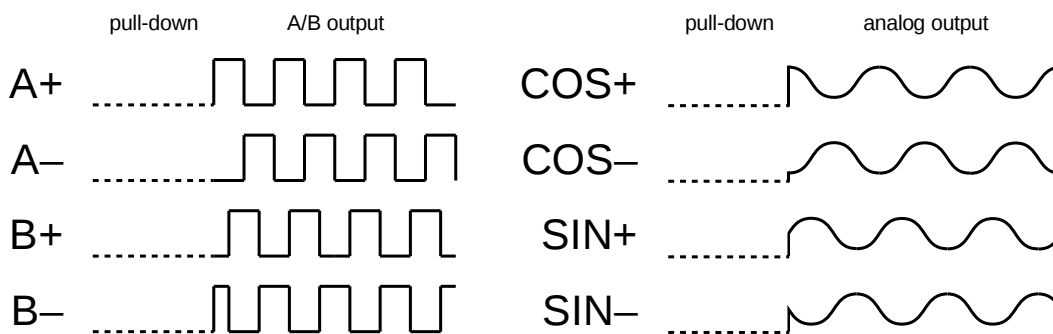 pull-down A/B output
A+
A–
B+
B–
pull-down analog output
COS+
COS–
SIN+
SIN–